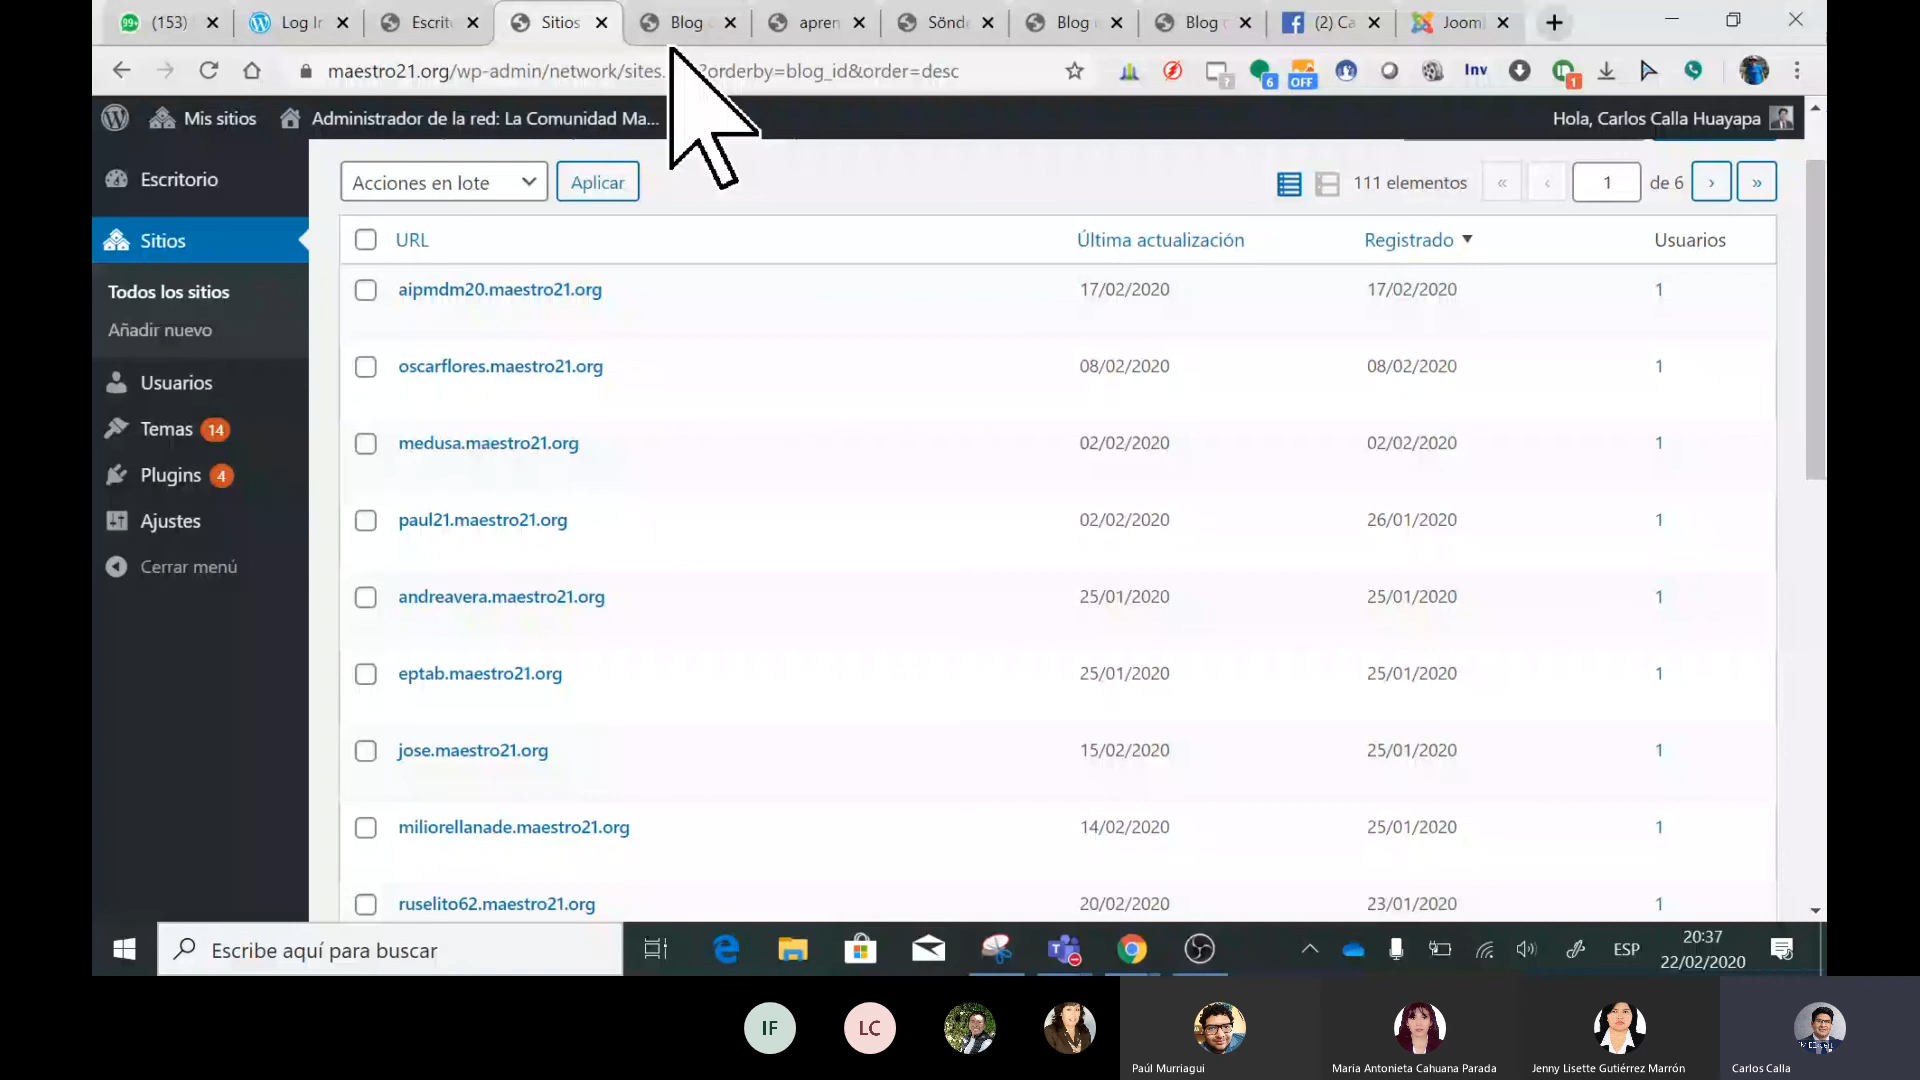 (153)
Log Ir
Escrit
Sitios
Blog
apren
Sönd
Blog
Blog
(2) Ca
Joom
maestro21.org/wp-admin/network/sites. ?orderby=blog_id&order=desc
6
OFF
Inv
1
Mis sitios
Administrador de la red: La Comunidad Ma...
Hola, Carlos Calla Huayapa
Escritorio
Sitios
Todos los sitios
Añadir nuevo
Usuarios
Temas 14
Plugins 4
Ajustes
Cerrar menú
Acciones en lote
Aplicar
111 elementos
«
‹
1
de 6
›
»
URL
Última actualización
Registrado
Usuarios
aipmdm20.maestro21.org 17/02/2020 17/02/2020 1
oscarflores.maestro21.org 08/02/2020 08/02/2020 1
medusa.maestro21.org 02/02/2020 02/02/2020 1
paul21.maestro21.org 02/02/2020 26/01/2020 1
andreavera.maestro21.org 25/01/2020 25/01/2020 1
eptab.maestro21.org 25/01/2020 25/01/2020 1
jose.maestro21.org 15/02/2020 25/01/2020 1
miliorellanade.maestro21.org 14/02/2020 25/01/2020 1
ruselito62.maestro21.org 20/02/2020 23/01/2020 1
Escribe aquí para buscar
ESP
20:37
22/02/2020
IF
LC
Paúl Murriagui
Maria Antonieta Cahuana Parada
Jenny Lisette Gutiérrez Marrón
Carlos Calla